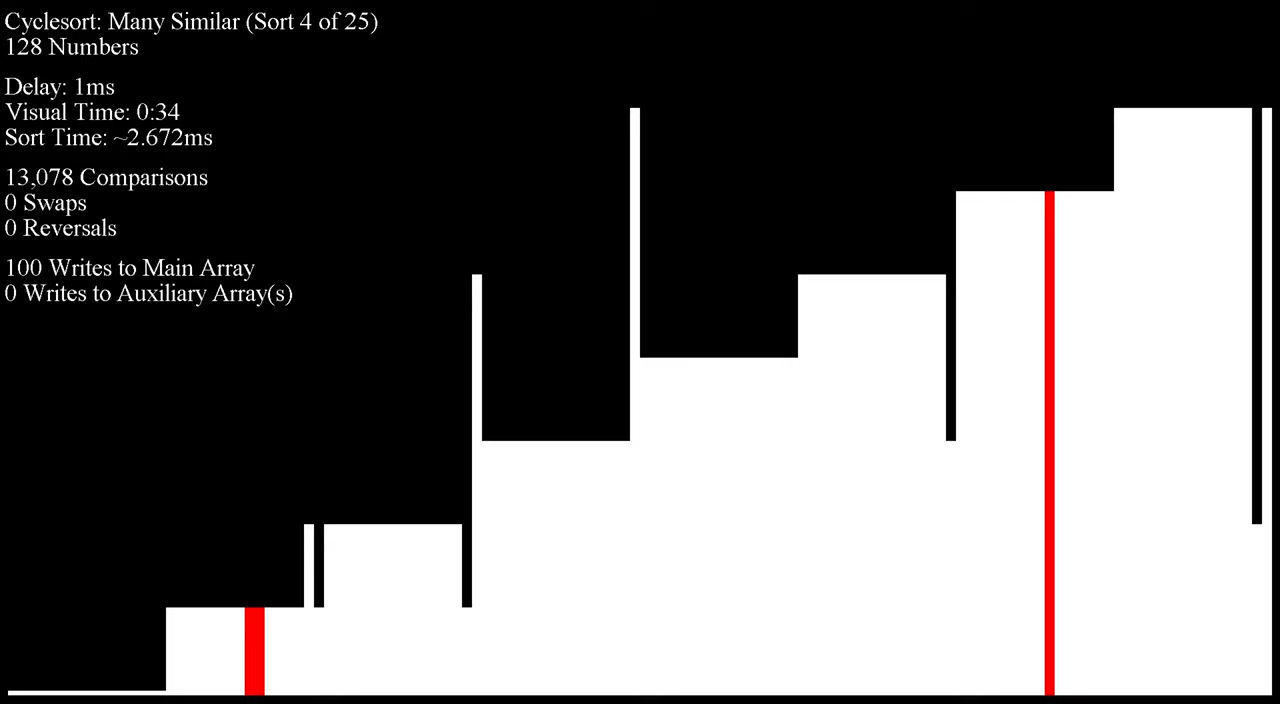 Cyclesort: Many Similar (Sort 4 of 25)
128 Numbers
Delay: 1ms
Visual Time: 0:34
Sort Time: ~2.672ms
13,078 Comparisons
0 Swaps
0 Reversals
100 Writes to Main Array
0 Writes to Auxiliary Array(s)